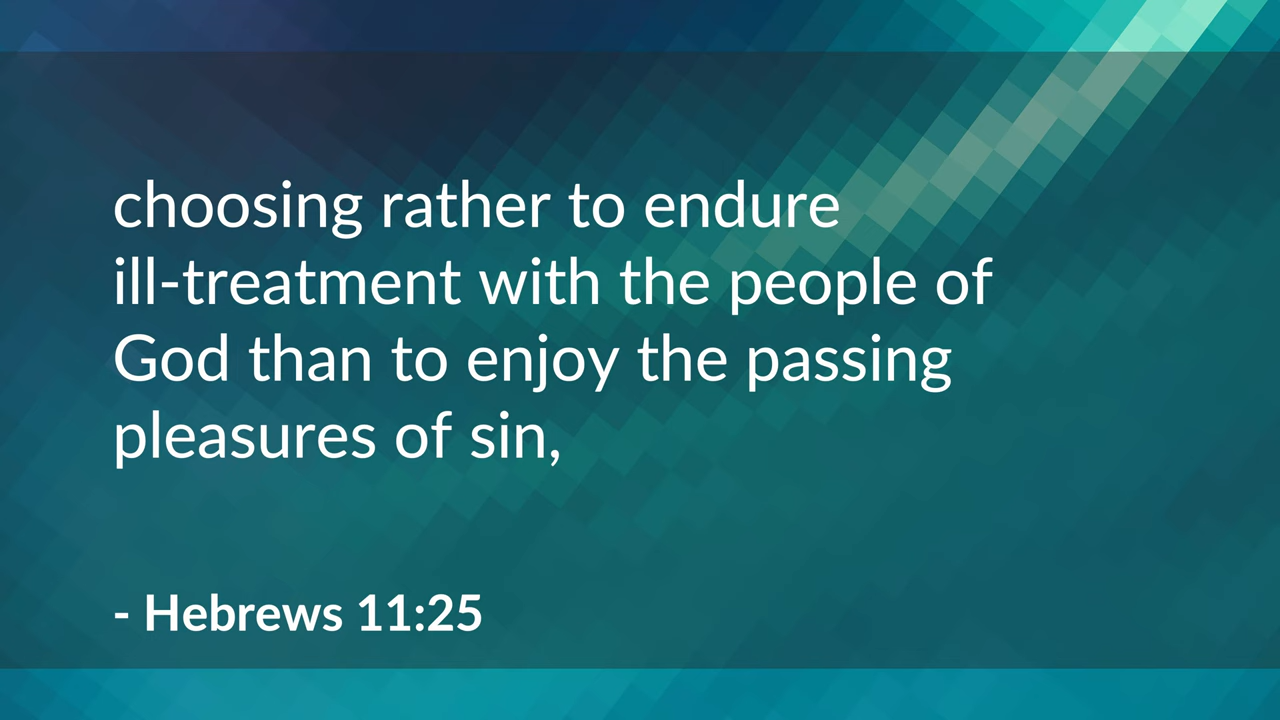 choosing rather to endure
ill-treatment with the people of
God than to enjoy the passing
pleasures of sin,
- Hebrews 11:25